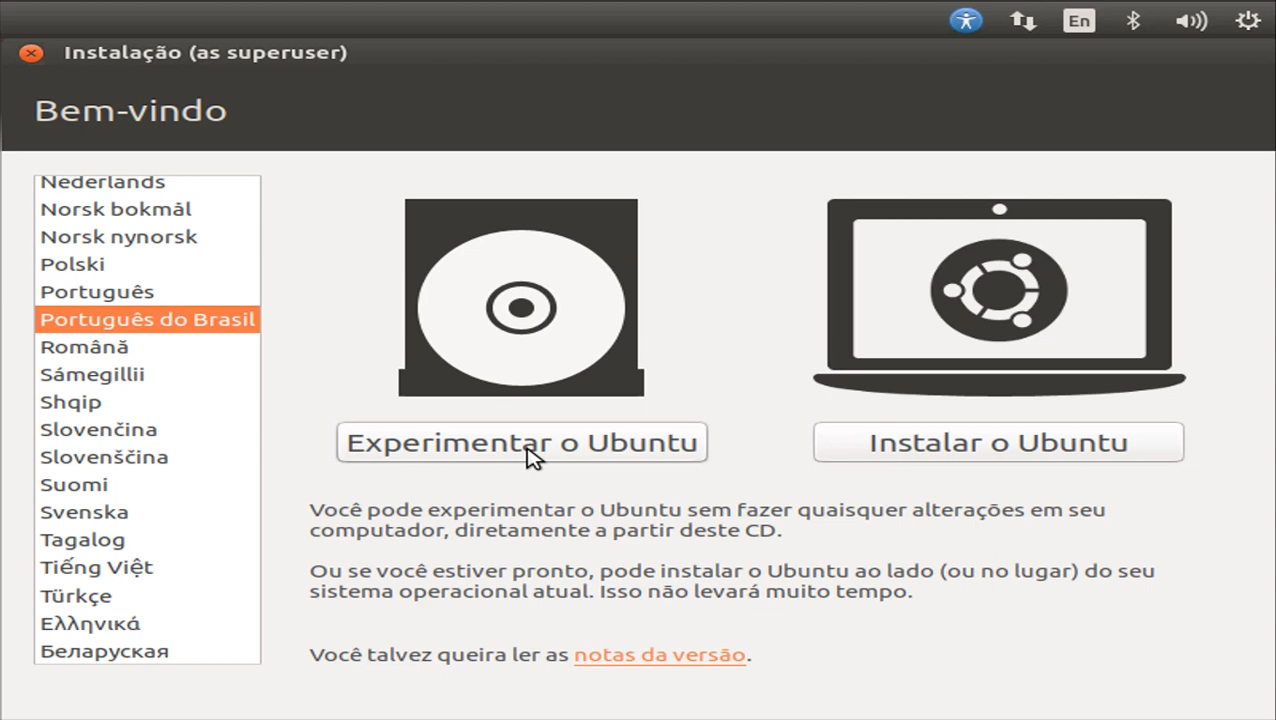 En
Instalação (as superuser)
Bem-vindo
Nederlands
Norsk bokmål
Norsk nynorsk
Polski
Português
Português do Brasil
Română
Sámegillii
Shqip
Slovenčina
Slovenščina
Suomi
Svenska
Tagalog
Tiếng Việt
Türkçe
Ελληνικά
Беларуская
Experimentar o Ubuntu
Instalar o Ubuntu
Você pode experimentar o Ubuntu sem fazer quaisquer alterações em seu
computador, diretamente a partir deste CD.
Ou se você estiver pronto, pode instalar o Ubuntu ao lado (ou no lugar) do seu
sistema operacional atual. Isso não levará muito tempo.
Você talvez queira ler as notas da versão.